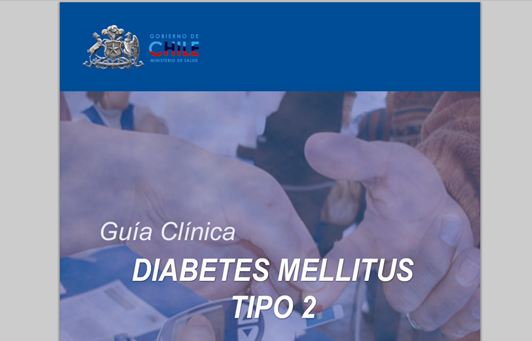 GOBIERNO DE
CHILE
MINISTERIO DE SALUD
Guía Clínica
DIABETES MELLITUS
TIPO 2